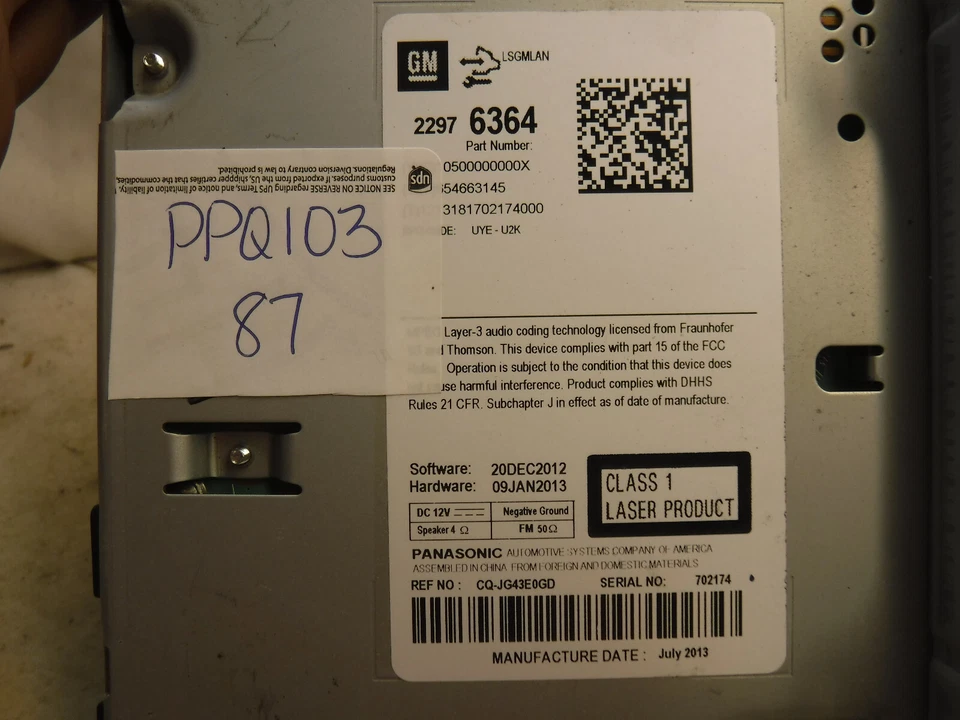 GM
LSGMLAN
2297 6364
Part Number:
0500000000X
54663145
3181702174000
DE: UYE - U2K
SEE NOTICE ON REVERSE regarding UPS Terms, and notice of limitation of liability.
customs purposes. If exported from the US, shipper certifies that the commodities,
Regulations. Diversion contrary to law is prohibited.
ups
PPQ103
87
Layer-3 audio coding technology licensed from Fraunhofer
Thomson. This device complies with part 15 of the FCC
Operation is subject to the condition that this device does
use harmful interference. Product complies with DHHS
Rules 21 CFR. Subchapter J in effect as of date of manufacture.
Software: 20DEC2012
Hardware: 09JAN2013
DC 12V Negative Ground
Speaker 4 Ω FM 50Ω
CLASS 1
LASER PRODUCT
PANASONIC AUTOMOTIVE SYSTEMS COMPANY OF AMERICA
ASSEMBLED IN CHINA FROM FOREIGN AND DOMESTIC MATERIALS
REF NO : CQ-JG43E0GD SERIAL NO: 702174
MANUFACTURE DATE : July 2013